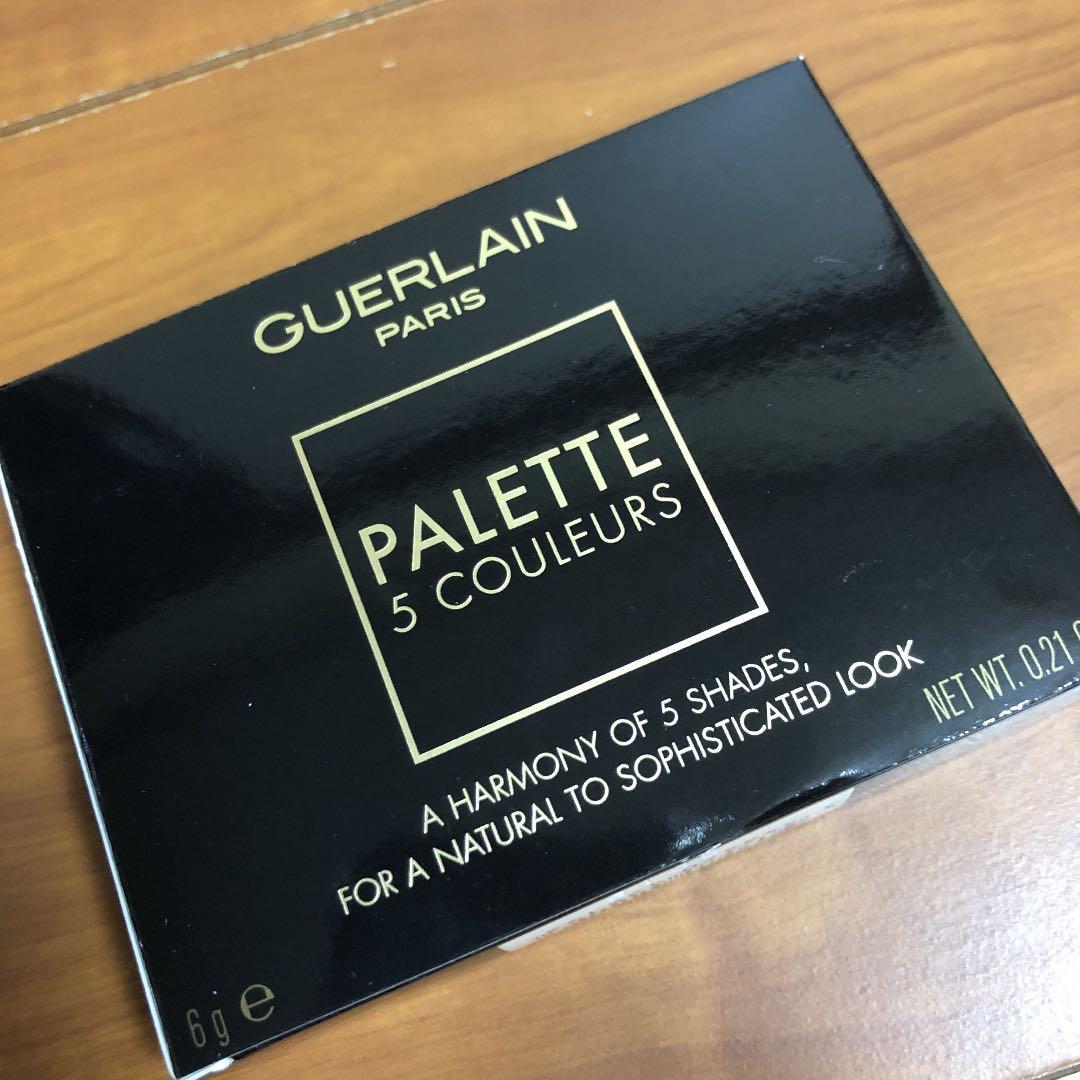 GUERLAIN
PARIS
PALETTE
5 COULEURS
A HARMONY OF 5 SHADES,
FOR A NATURAL TO SOPHISTICATED LOOK
NET WT. 0.21
6g e